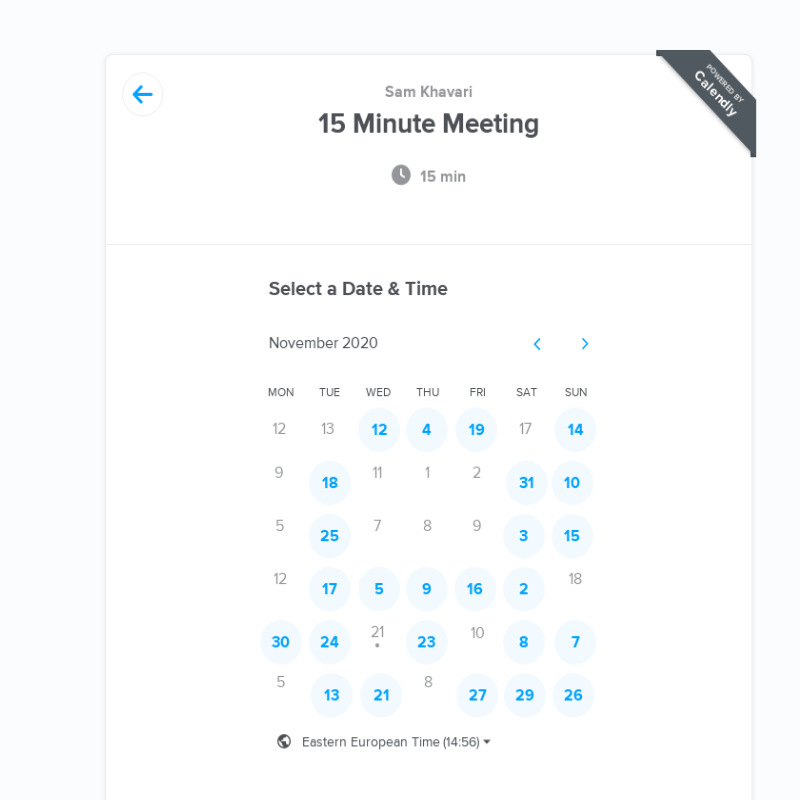 POWERED BY
Calendly
Sam Khavari
15 Minute Meeting
15 min
Select a Date & Time
November 2020
MON TUE WED THU FRI SAT SUN
12 13 12 4 19 17 14
9 18 11 1 2 31 10
5 25 7 8 9 3 15
12 17 5 9 16 2 18
30 24 21 23 10 8 7
5 13 21 8 27 29 26
Eastern European Time (14:56)